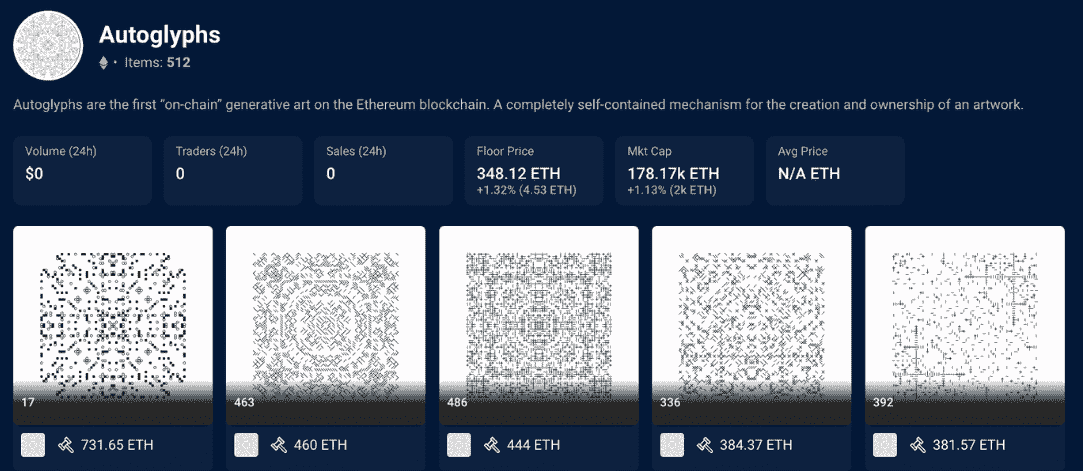 Autoglyphs
• Items: 512
Autoglyphs are the first “on-chain” generative art on the Ethereum blockchain. A completely self-contained mechanism for the creation and ownership of an artwork.
Volume (24h)
$0
Traders (24h)
0
Sales (24h)
0
Floor Price
348.12 ETH
+1.32% (4.53 ETH)
Mkt Cap
178.17k ETH
+1.13% (2k ETH)
Avg Price
N/A ETH
17
731.65 ETH
463
460 ETH
486
444 ETH
336
384.37 ETH
392
381.57 ETH